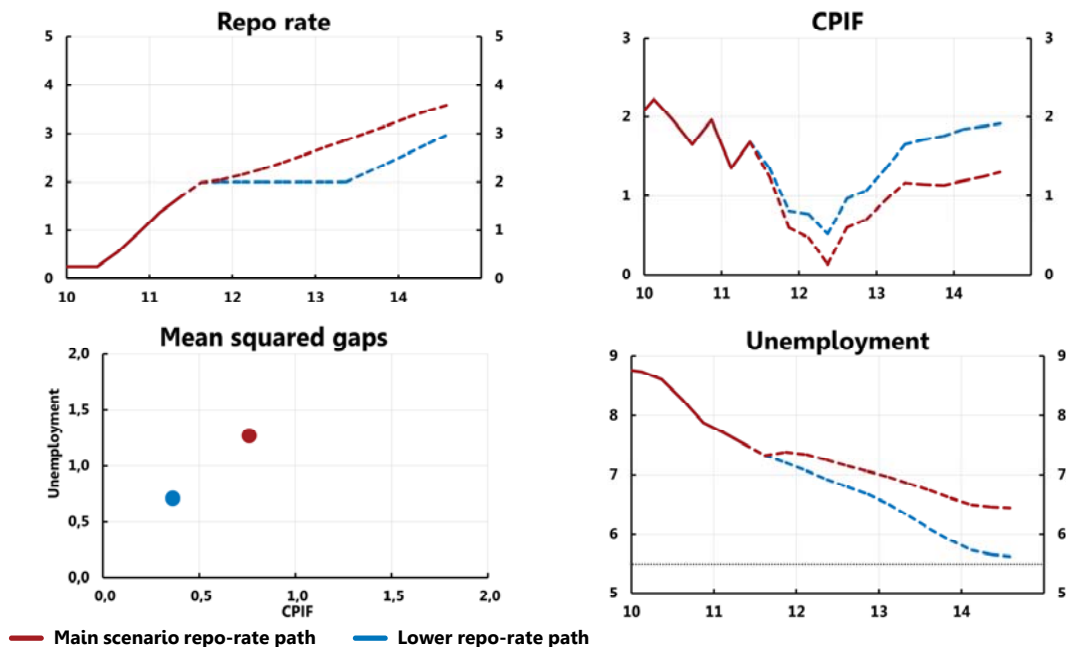 Repo rate
5 5
4 4
3 3
2 2
1 1
0 0
10 11 12 13 14
CPIF
3 3
2 2
1 1
0 0
10 11 12 13 14
Mean squared gaps
2,0
1,5
1,0
0,5
0,0
Unemployment
0,0 0,5 1,0 1,5 2,0
CPIF
Unemployment
9 9
8 8
7 7
6 6
5 5
10 11 12 13 14
Main scenario repo-rate path Lower repo-rate path